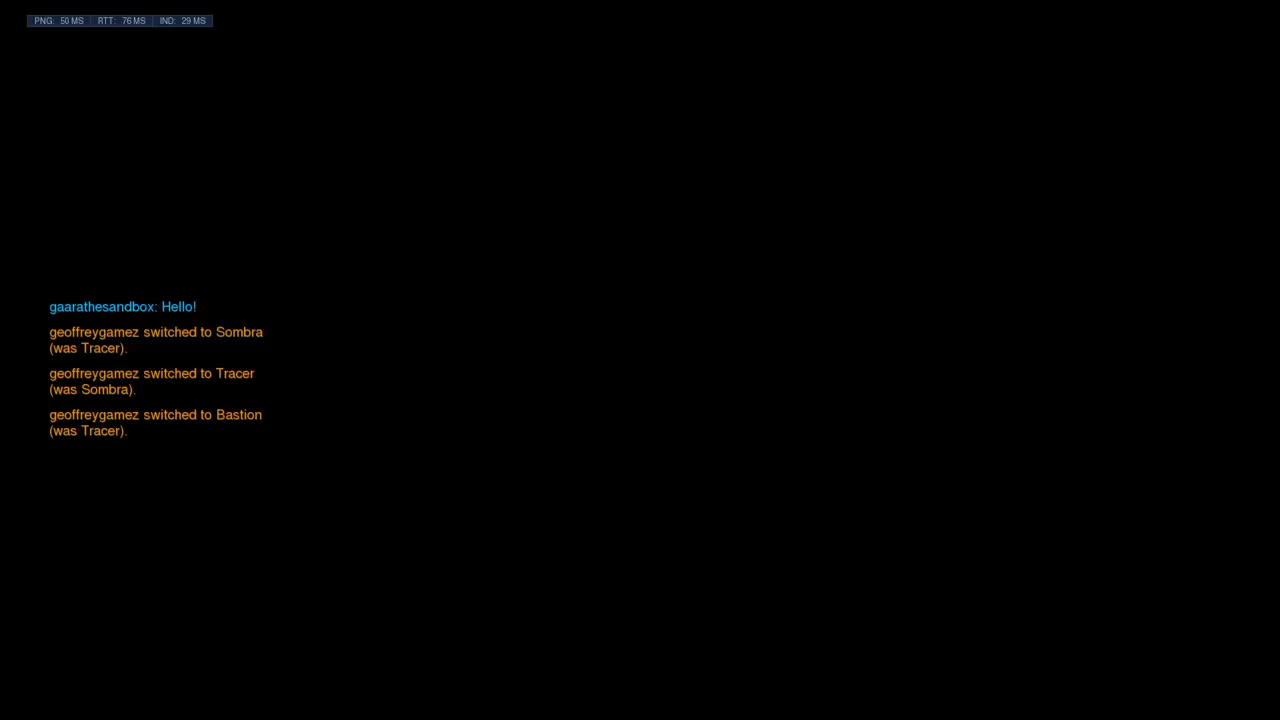 PNG: 50 MS RTT: 76 MS IND: 29 MS
gaarathesandbox: Hello!
geoffreygamez switched to Sombra
(was Tracer).
geoffreygamez switched to Tracer
(was Sombra).
geoffreygamez switched to Bastion
(was Tracer).